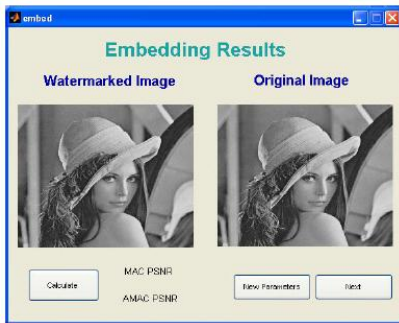 embed
Embedding Results
Watermarked Image
Original Image
MAC PSNR
Calculate
New Parameters
Next
AMAC PSNR